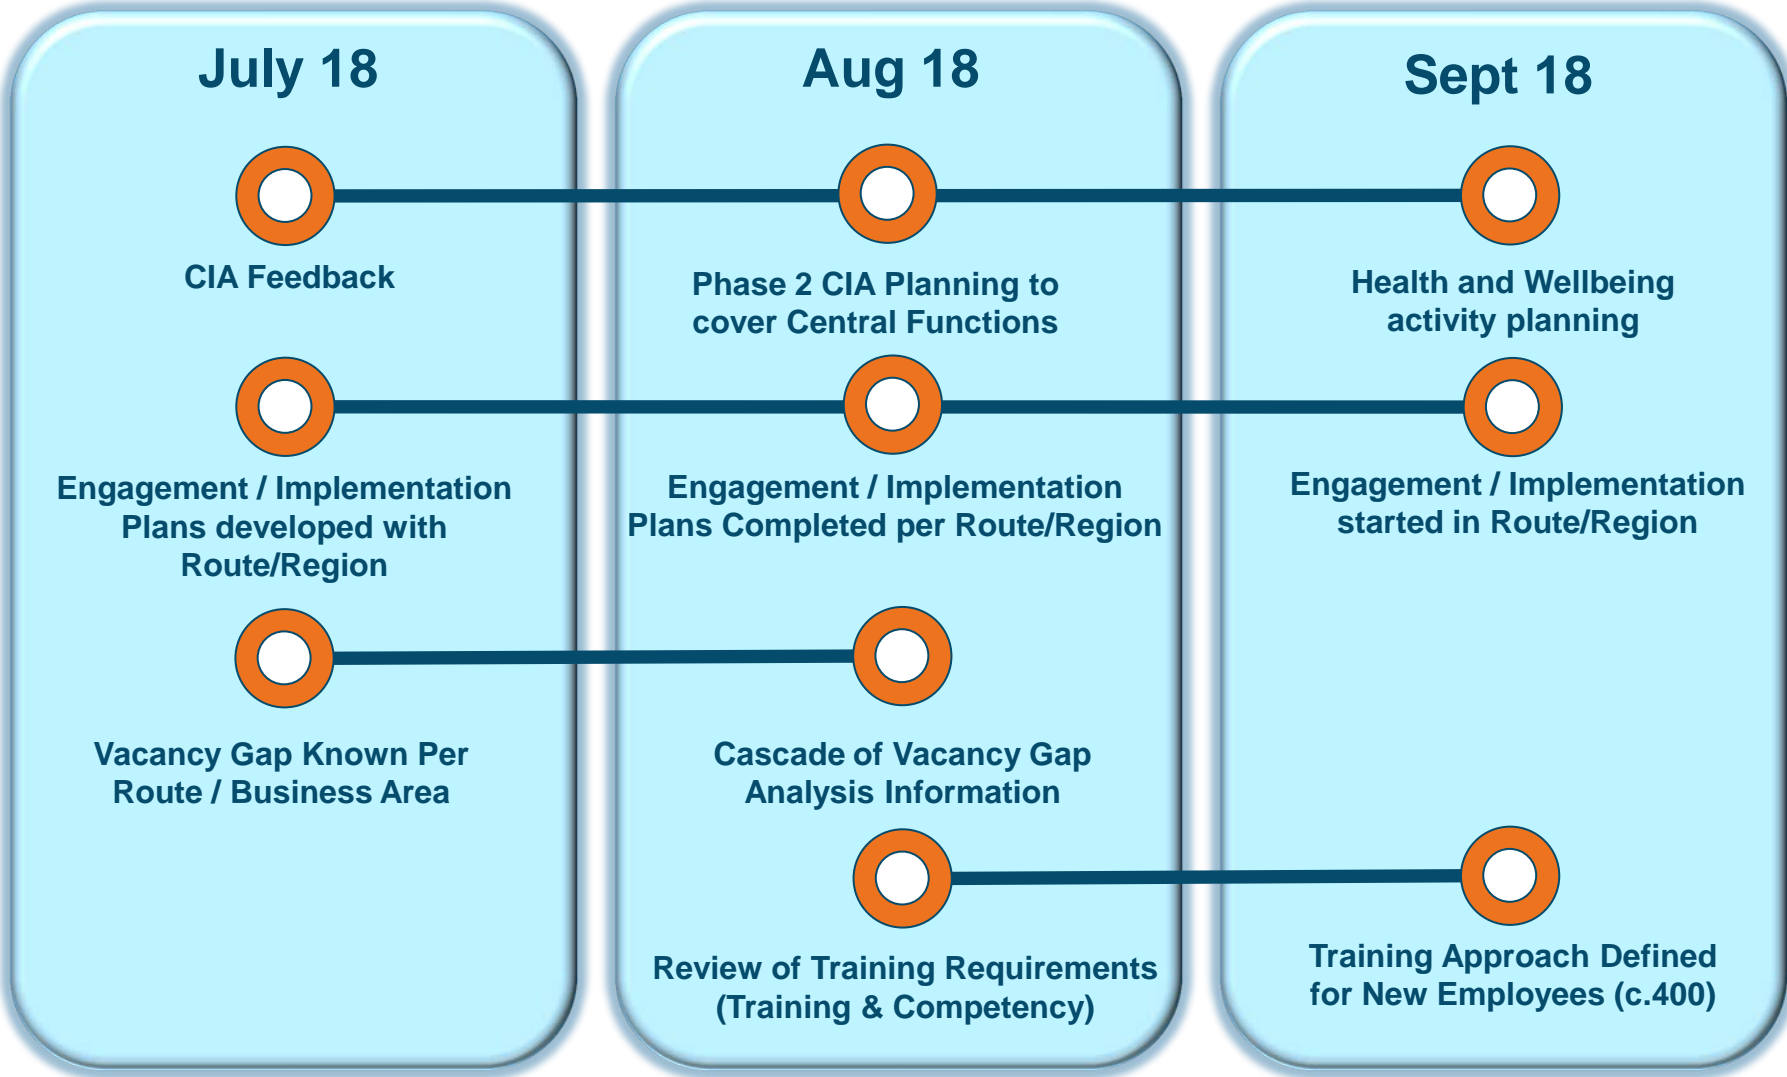 July 18
CIA Feedback
Engagement / Implementation
Plans developed with
Route/Region
Vacancy Gap Known Per
Route / Business Area
Aug 18
Phase 2 CIA Planning to
cover Central Functions
Engagement / Implementation
Plans Completed per Route/Region
Cascade of Vacancy Gap
Analysis Information
Review of Training Requirements
(Training & Competency)
Sept 18
Health and Wellbeing
activity planning
Engagement / Implementation
started in Route/Region
Training Approach Defined
for New Employees (c.400)